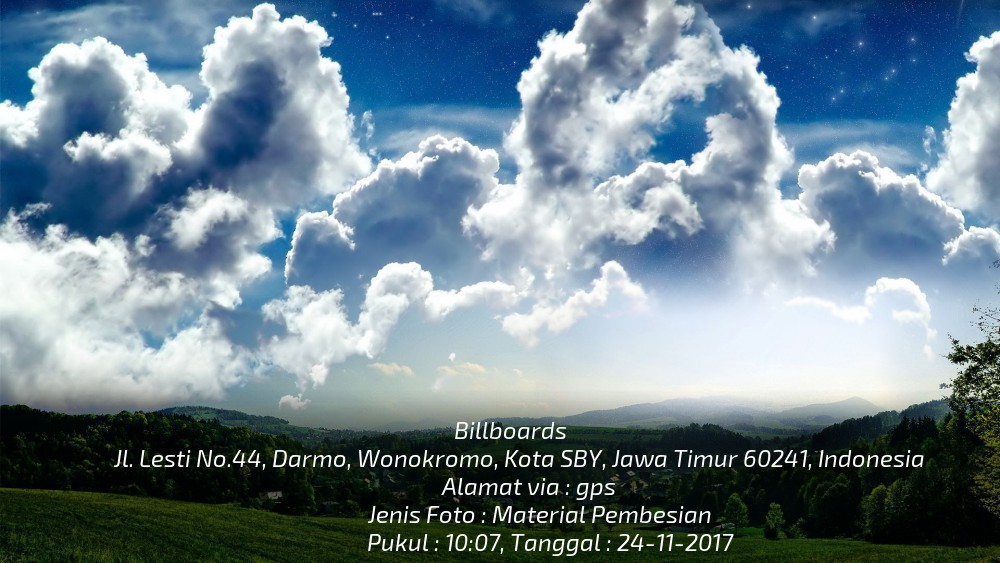 Billboards
Jl. Lesti No.44, Darmo, Wonokromo, Kota SBY, Jawa Timur 60241, Indonesia
Alamat via : gps
Jenis Foto : Material Pembesian
Pukul : 10:07, Tanggal : 24-11-2017